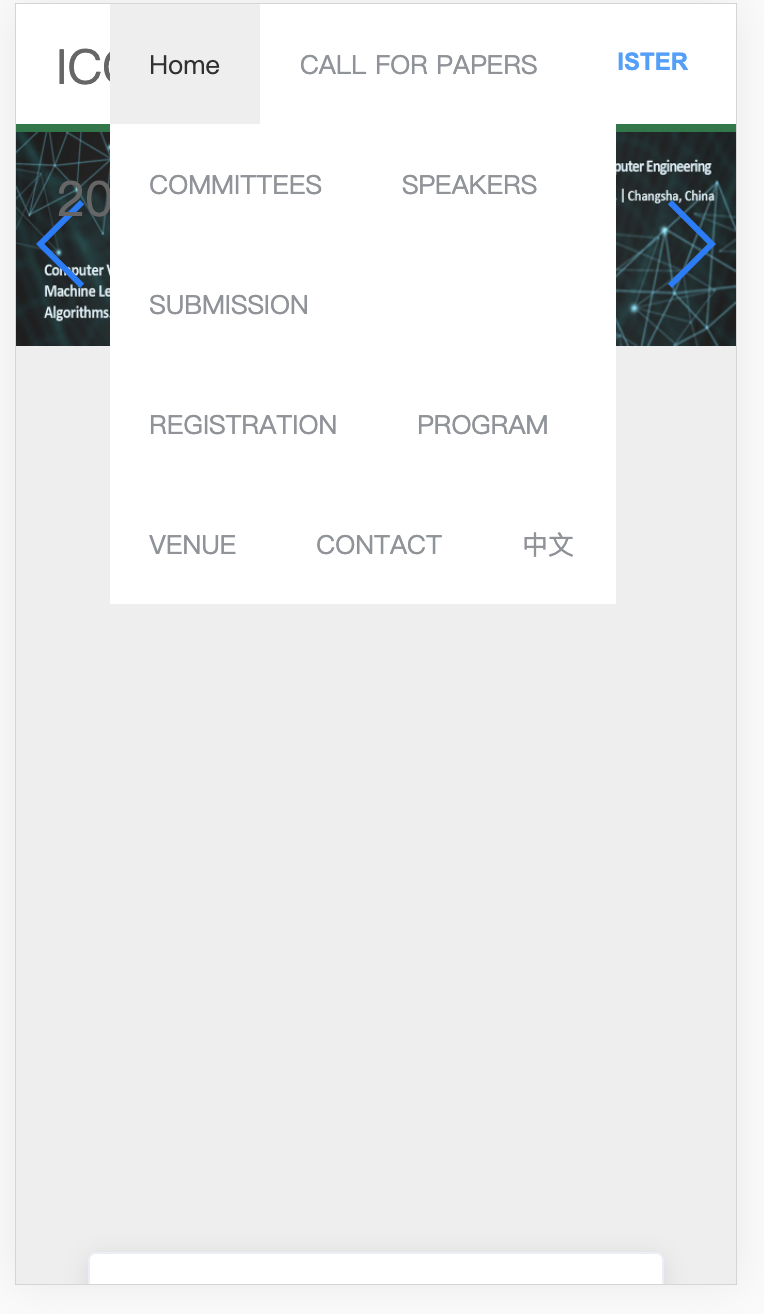 Home CALL FOR PAPERS ISTER
COMMITTEES SPEAKERS
puter Engineering
20
| Changsha, China
Computer
Machine Le
Algorithms.
SUBMISSION
REGISTRATION PROGRAM
VENUE CONTACT 中文